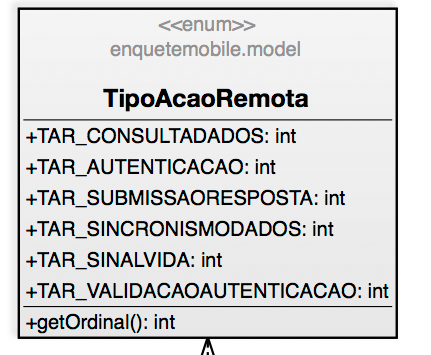 <<enum>>
enquetemobile.model
TipoAcaoRemota
+TAR_CONSULTADADOS: int
+TAR_AUTENTICACAO: int
+TAR_SUBMISSAORESPOSTA: int
+TAR_SINCRONISMODADOS: int
+TAR_SINALVIDA: int
+TAR_VALIDACAOAUTENTICACAO: int
+getOrdinal(): int